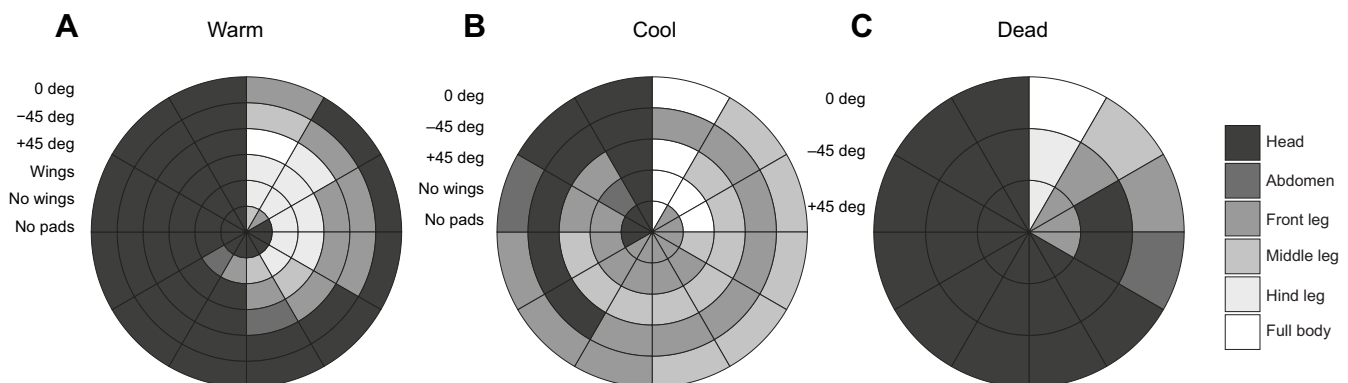 A
Warm
0 deg
−45 deg
+45 deg
Wings
No wings
No pads
B
Cool
0 deg
–45 deg
+45 deg
No wings
No pads
C
Dead
0 deg
–45 deg
+45 deg
Head
Abdomen
Front leg
Middle leg
Hind leg
Full body